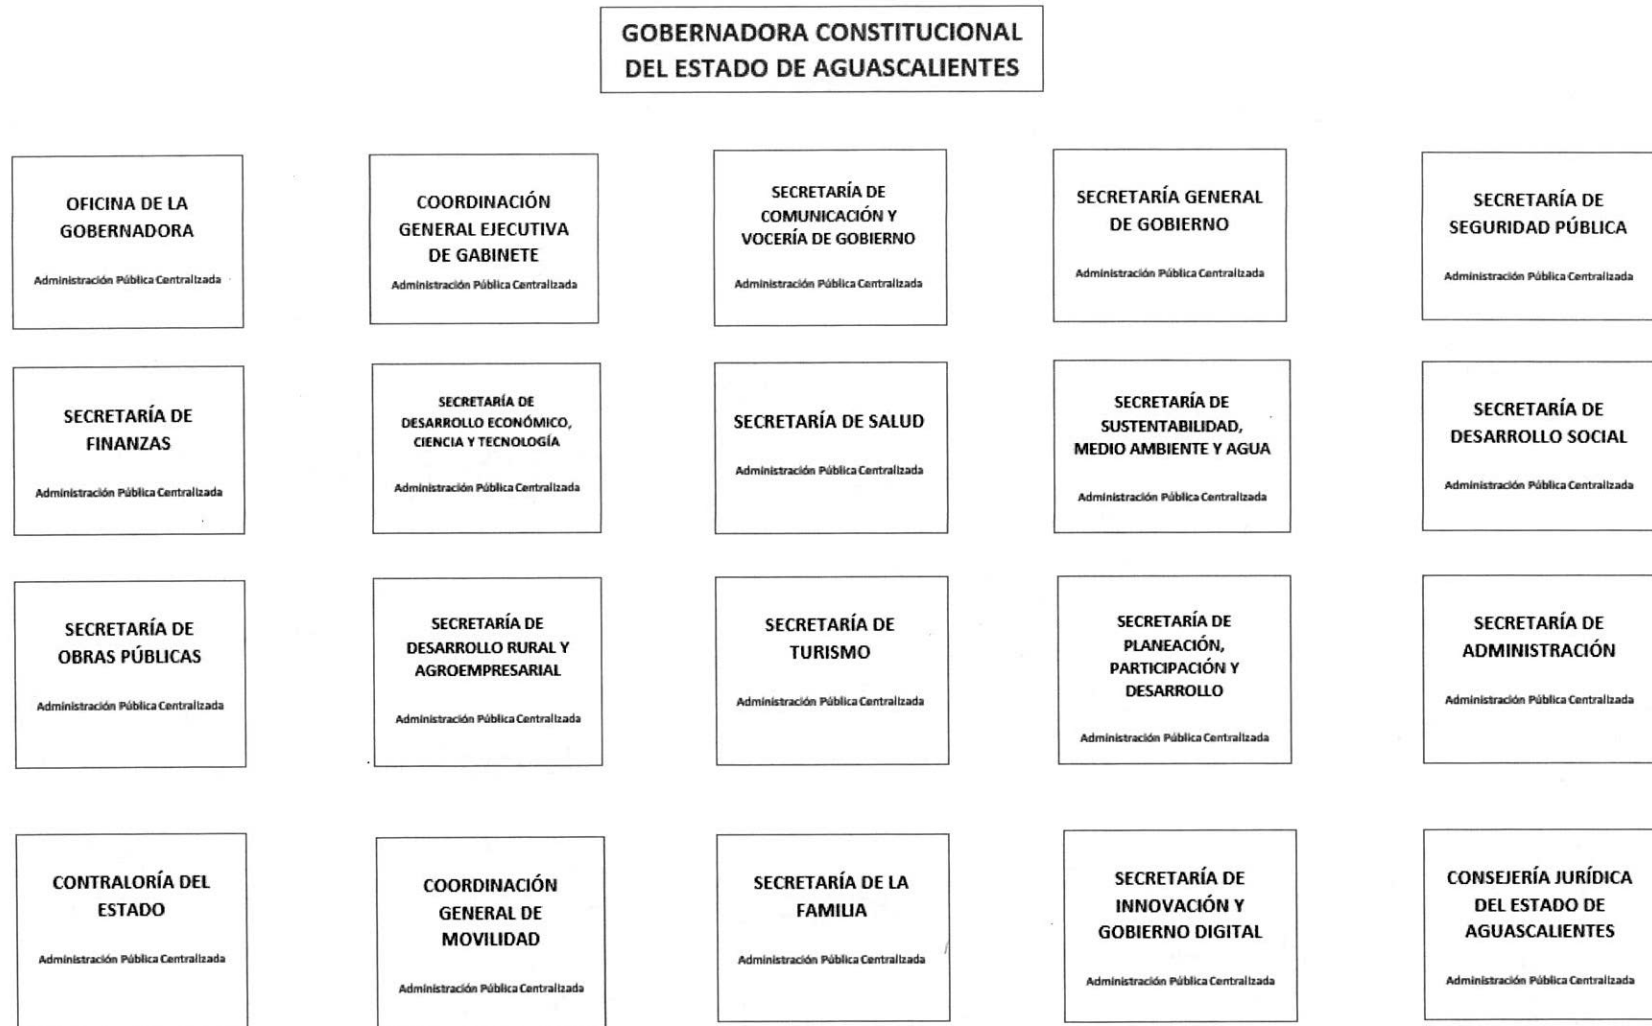 GOBERNADORA CONSTITUCIONAL
DEL ESTADO DE AGUASCALIENTES
OFICINA DE LA
GOBERNADORA
Administración Pública Centralizada
COORDINACIÓN
GENERAL EJECUTIVA
DE GABINETE
Administración Pública Centralizada
SECRETARÍA DE
COMUNICACIÓN Y
VOCERÍA DE GOBIERNO
Administración Pública Centralizada
SECRETARÍA GENERAL
DE GOBIERNO
Administración Pública Centralizada
SECRETARÍA DE
SEGURIDAD PÚBLICA
Administración Pública Centralizada
SECRETARÍA DE
FINANZAS
Administración Pública Centralizada
SECRETARÍA DE
DESARROLLO ECONÓMICO,
CIENCIA Y TECNOLOGÍA
Administración Pública Centralizada
SECRETARÍA DE SALUD
Administración Pública Centralizada
SECRETARÍA DE
SUSTENTABILIDAD,
MEDIO AMBIENTE Y AGUA
Administración Pública Centralizada
SECRETARÍA DE
DESARROLLO SOCIAL
Administración Pública Centralizada
SECRETARÍA DE
OBRAS PÚBLICAS
Administración Pública Centralizada
SECRETARÍA DE
DESARROLLO RURAL Y
AGROEMPRESARIAL
Administración Pública Centralizada
SECRETARÍA DE
TURISMO
Administración Pública Centralizada
SECRETARÍA DE
PLANEACIÓN,
PARTICIPACIÓN Y
DESARROLLO
Administración Pública Centralizada
SECRETARÍA DE
ADMINISTRACIÓN
Administración Pública Centralizada
CONTRALORÍA DEL
ESTADO
Administración Pública Centralizada
COORDINACIÓN
GENERAL DE
MOVILIDAD
Administración Pública Centralizada
SECRETARÍA DE LA
FAMILIA
Administración Pública Centralizada
SECRETARÍA DE
INNOVACIÓN Y
GOBIERNO DIGITAL
Administración Pública Centralizada
CONSEJERÍA JURÍDICA
DEL ESTADO DE
AGUASCALIENTES
Administración Pública Centralizada